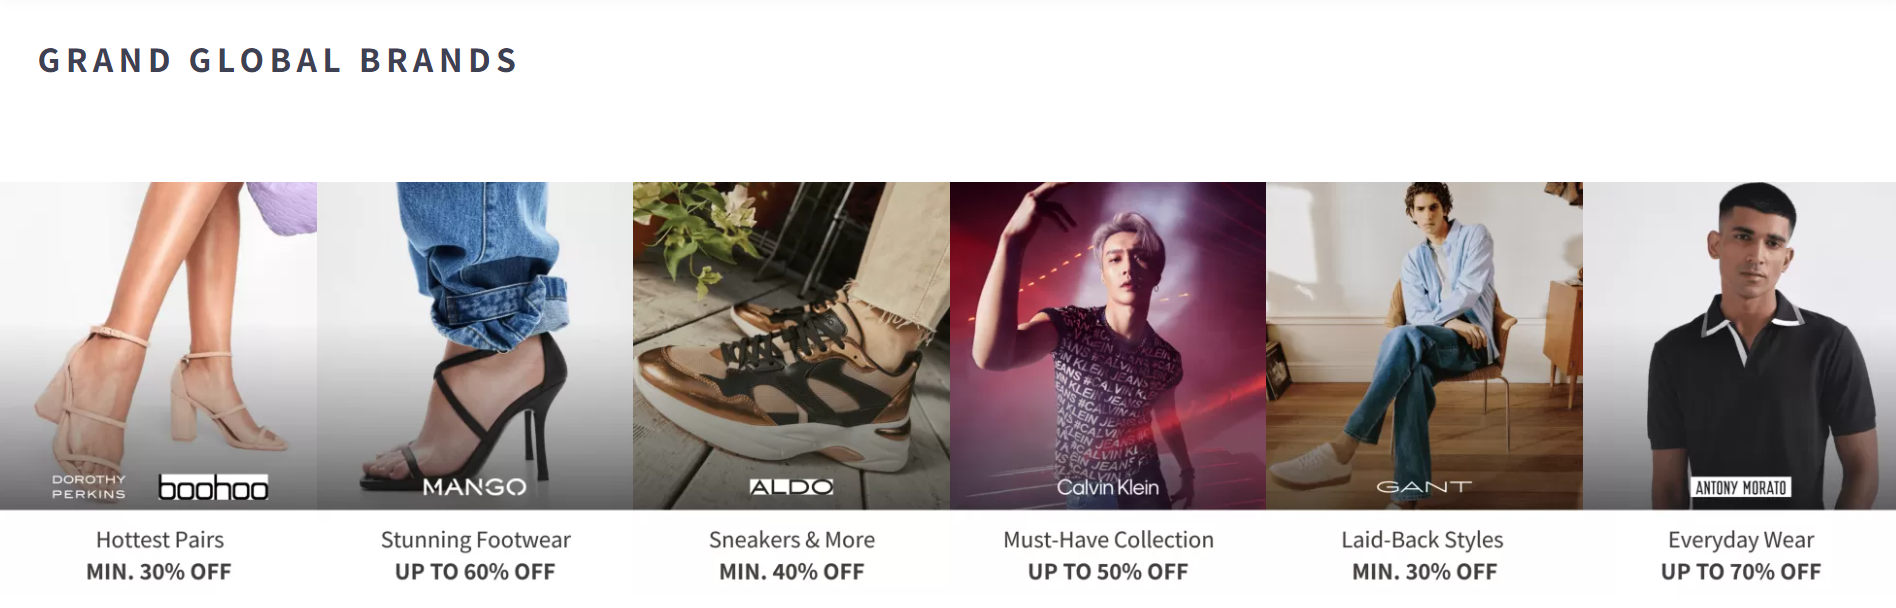 GRAND GLOBAL BRANDS
DOROTHY
PERKINS
boohoo
Hottest Pairs
MIN. 30% OFF
MANGO
Stunning Footwear
UP TO 60% OFF
ALDO
Sneakers & More
MIN. 40% OFF
Calvin Klein
Must-Have Collection
UP TO 50% OFF
GANT
Laid-Back Styles
MIN. 30% OFF
ANTONY MORATO
Everyday Wear
UP TO 70% OFF